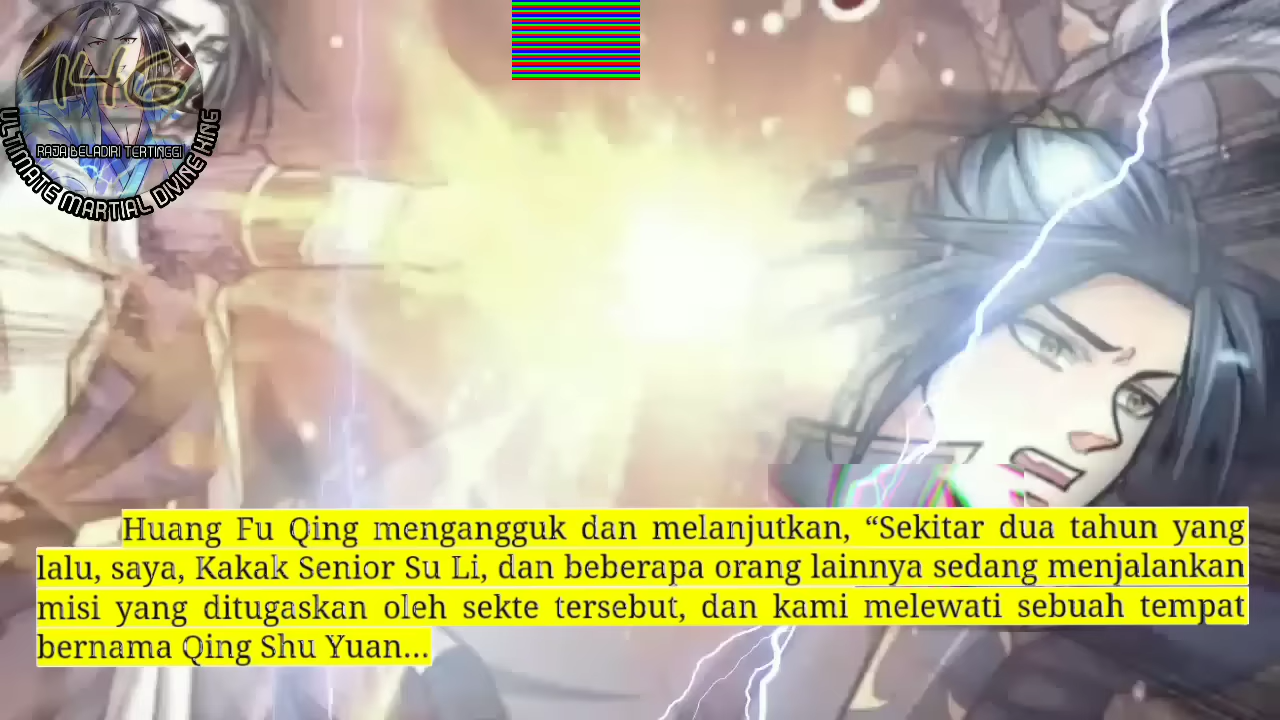 146
RAJA BELADIRI TERTINGGI
ULTIMATE MARTIAL DIVINE KING
Huang Fu Qing mengangguk dan melanjutkan, “Sekitar dua tahun yang
lalu, saya, Kakak Senior Su Li, dan beberapa orang lainnya sedang menjalankan
misi yang ditugaskan oleh sekte tersebut, dan kami melewati sebuah tempat
bernama Qing Shu Yuan...